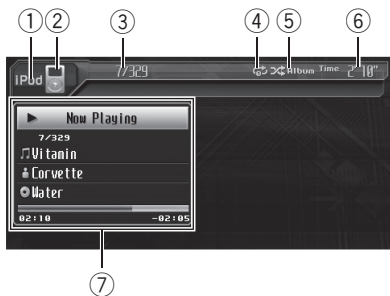 ① ② ③ ④ ⑤ ⑥
iPod 7/329 Album Time 2'10"
Now Playing
7/329
Vitanin
Corvette
Water
02:10 -02:05
⑦